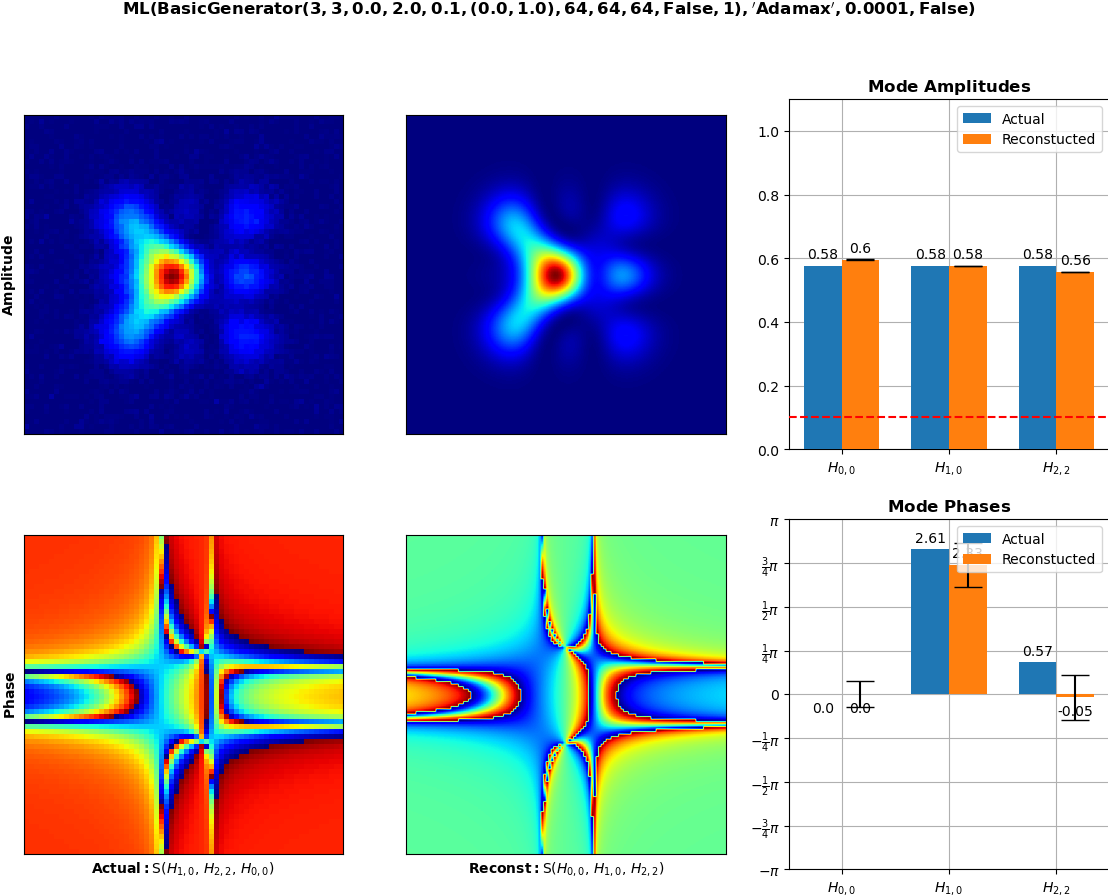 ML(BasicGenerator(3, 3, 0.0, 2.0, 0.1, (0.0, 1.0), 64, 64, 64, False, 1), 'Adamax', 0.0001, False)
Amplitude
Mode Amplitudes
Actual
Reconstucted
1.0
0.8
0.6
0.4
0.2
0.0
0.58 0.6
0.58 0.58
0.58 0.56
H0,0 H1,0 H2,2
Phase
Actual: S(H1,0, H2,2, H0,0)
Reconst: S(H0,0, H1,0, H2,2)
Mode Phases
Actual
Reconstucted
π
3/4π
1/2π
1/4π
0
−1/4π
−1/2π
−3/4π
−π
0.0 0.0
2.61
0.57
-0.05
H0,0 H1,0 H2,2